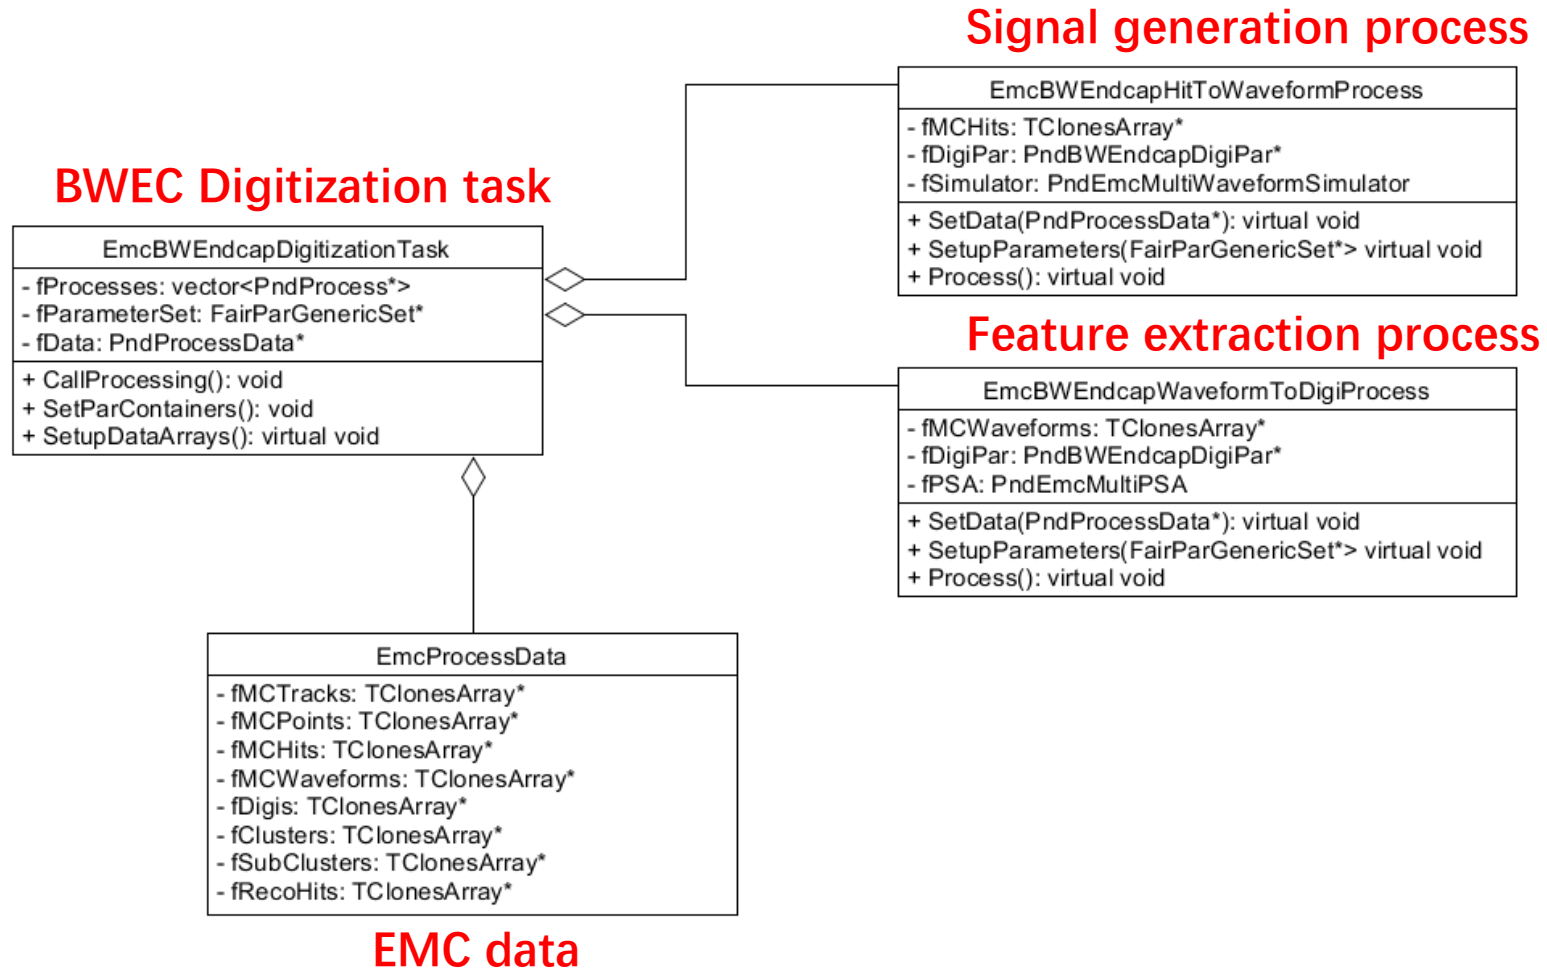 Signal generation process
EmcBWEndcapHitToWaveformProcess
- fMCHits: TClonesArray*
- fDigiPar: PndBWEndcapDigiPar*
- fSimulator: PndEmcMultiWaveformSimulator
+ SetData(PndProcessData*): virtual void
+ SetupParameters(FairParGenericSet*> virtual void
+ Process(): virtual void
BWEC Digitization task
EmcBWEndcapDigitizationTask
- fProcesses: vector<PndProcess*>
- fParameterSet: FairParGenericSet*
- fData: PndProcessData*
+ CallProcessing(): void
+ SetParContainers(): void
+ SetupDataArrays(): virtual void
Feature extraction process
EmcBWEndcapWaveformToDigiProcess
- fMCWaveforms: TClonesArray*
- fDigiPar: PndBWEndcapDigiPar*
- fPSA: PndEmcMultiPSA
+ SetData(PndProcessData*): virtual void
+ SetupParameters(FairParGenericSet*> virtual void
+ Process(): virtual void
EmcProcessData
- fMCTracks: TClonesArray*
- fMCPoints: TClonesArray*
- fMCHits: TClonesArray*
- fMCWaveforms: TClonesArray*
- fDigis: TClonesArray*
- fClusters: TClonesArray*
- fSubClusters: TClonesArray*
- fRecoHits: TClonesArray*
EMC data